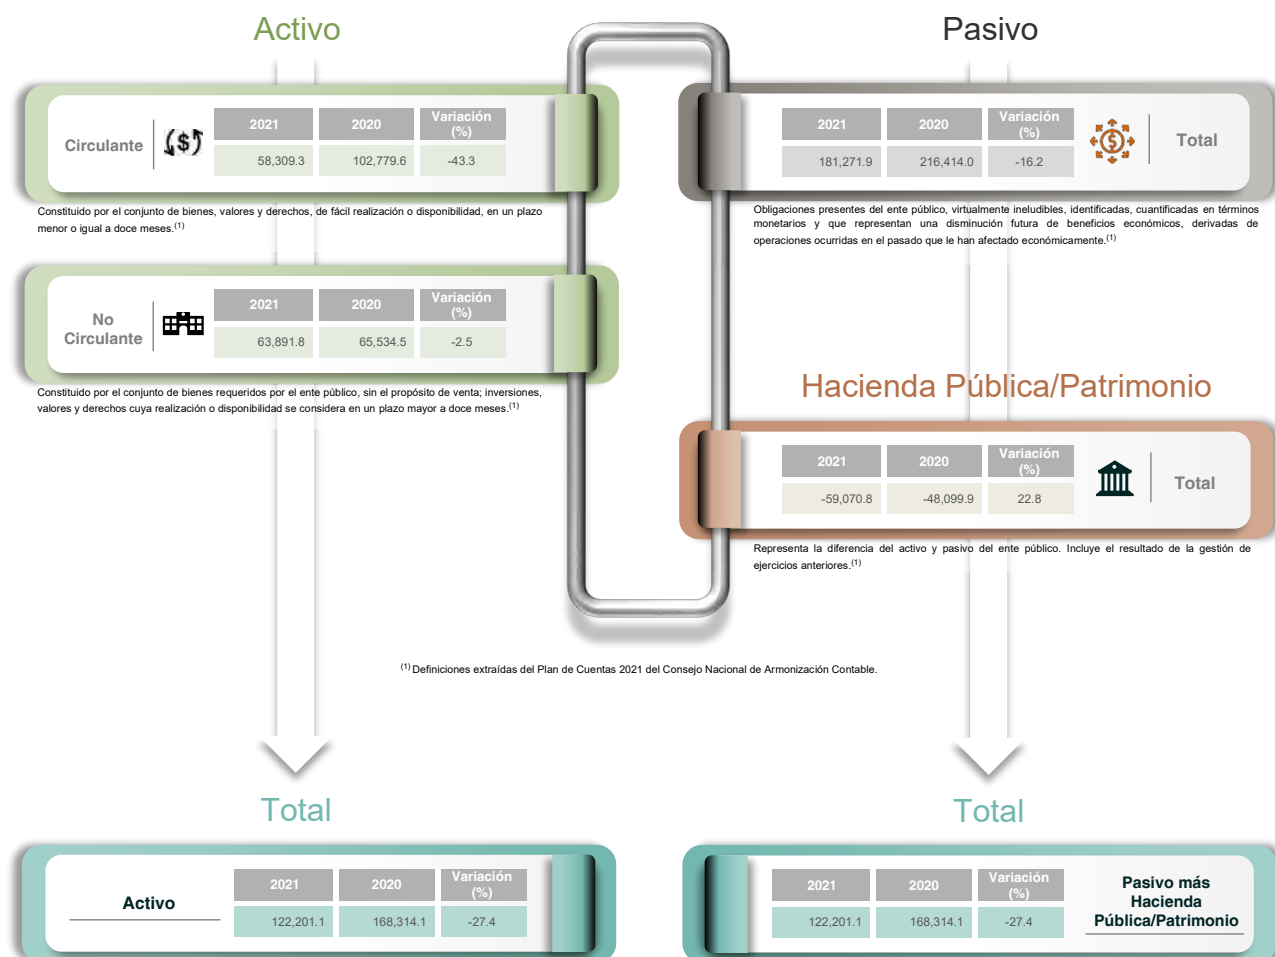 Activo
Circulante
2021 2020 Variación (%)
58,309.3 102,779.6 -43.3
Constituido por el conjunto de bienes, valores y derechos, de fácil realización o disponibilidad, en un plazo
menor o igual a doce meses.(1)
No
Circulante
2021 2020 Variación (%)
63,891.8 65,534.5 -2.5
Constituido por el conjunto de bienes requeridos por el ente público, sin el propósito de venta; inversiones,
valores y derechos cuya realización o disponibilidad se considera en un plazo mayor a doce meses.(1)
Pasivo
2021 2020 Variación (%)
181,271.9 216,414.0 -16.2
Total
Obligaciones presentes del ente público, virtualmente ineludibles, identificadas, cuantificadas en términos
monetarios y que representan una disminución futura de beneficios económicos, derivadas de
operaciones ocurridas en el pasado que le han afectado económicamente.(1)
Hacienda Pública/Patrimonio
2021 2020 Variación (%)
-59,070.8 -48,099.9 22.8
Total
Representa la diferencia del activo y pasivo del ente público. Incluye el resultado de la gestión de
ejercicios anteriores.(1)
(1) Definiciones extraídas del Plan de Cuentas 2021 del Consejo Nacional de Armonización Contable.
Total
Activo
2021 2020 Variación (%)
122,201.1 168,314.1 -27.4
Total
2021 2020 Variación (%)
122,201.1 168,314.1 -27.4
Pasivo más
Hacienda
Pública/Patrimonio